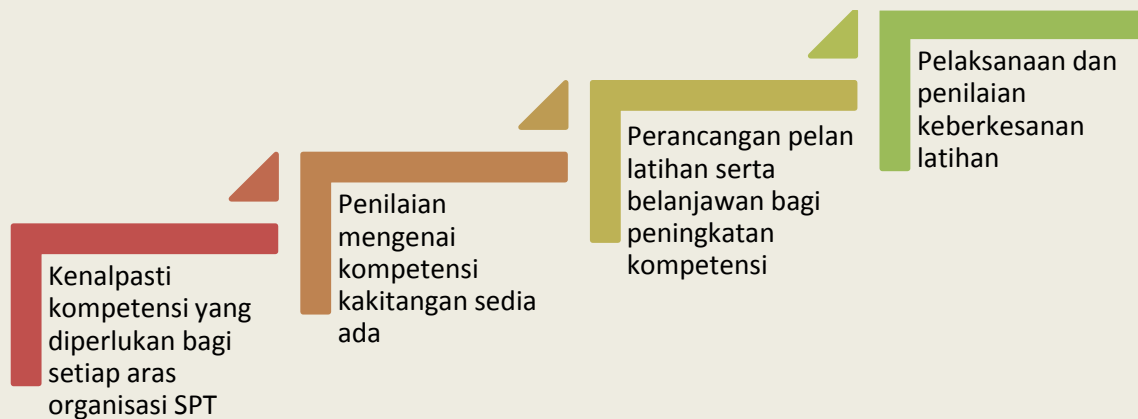 Kenalpasti
kompetensi yang
diperlukan bagi
setiap aras
organisasi SPT
Penilaian
mengenai
kompetensi
kakitangan sedia
ada
Perancangan pelan
latihan serta
belanjawan bagi
peningkatan
kompetensi
Pelaksanaan dan
penilaian
keberkesanan
latihan